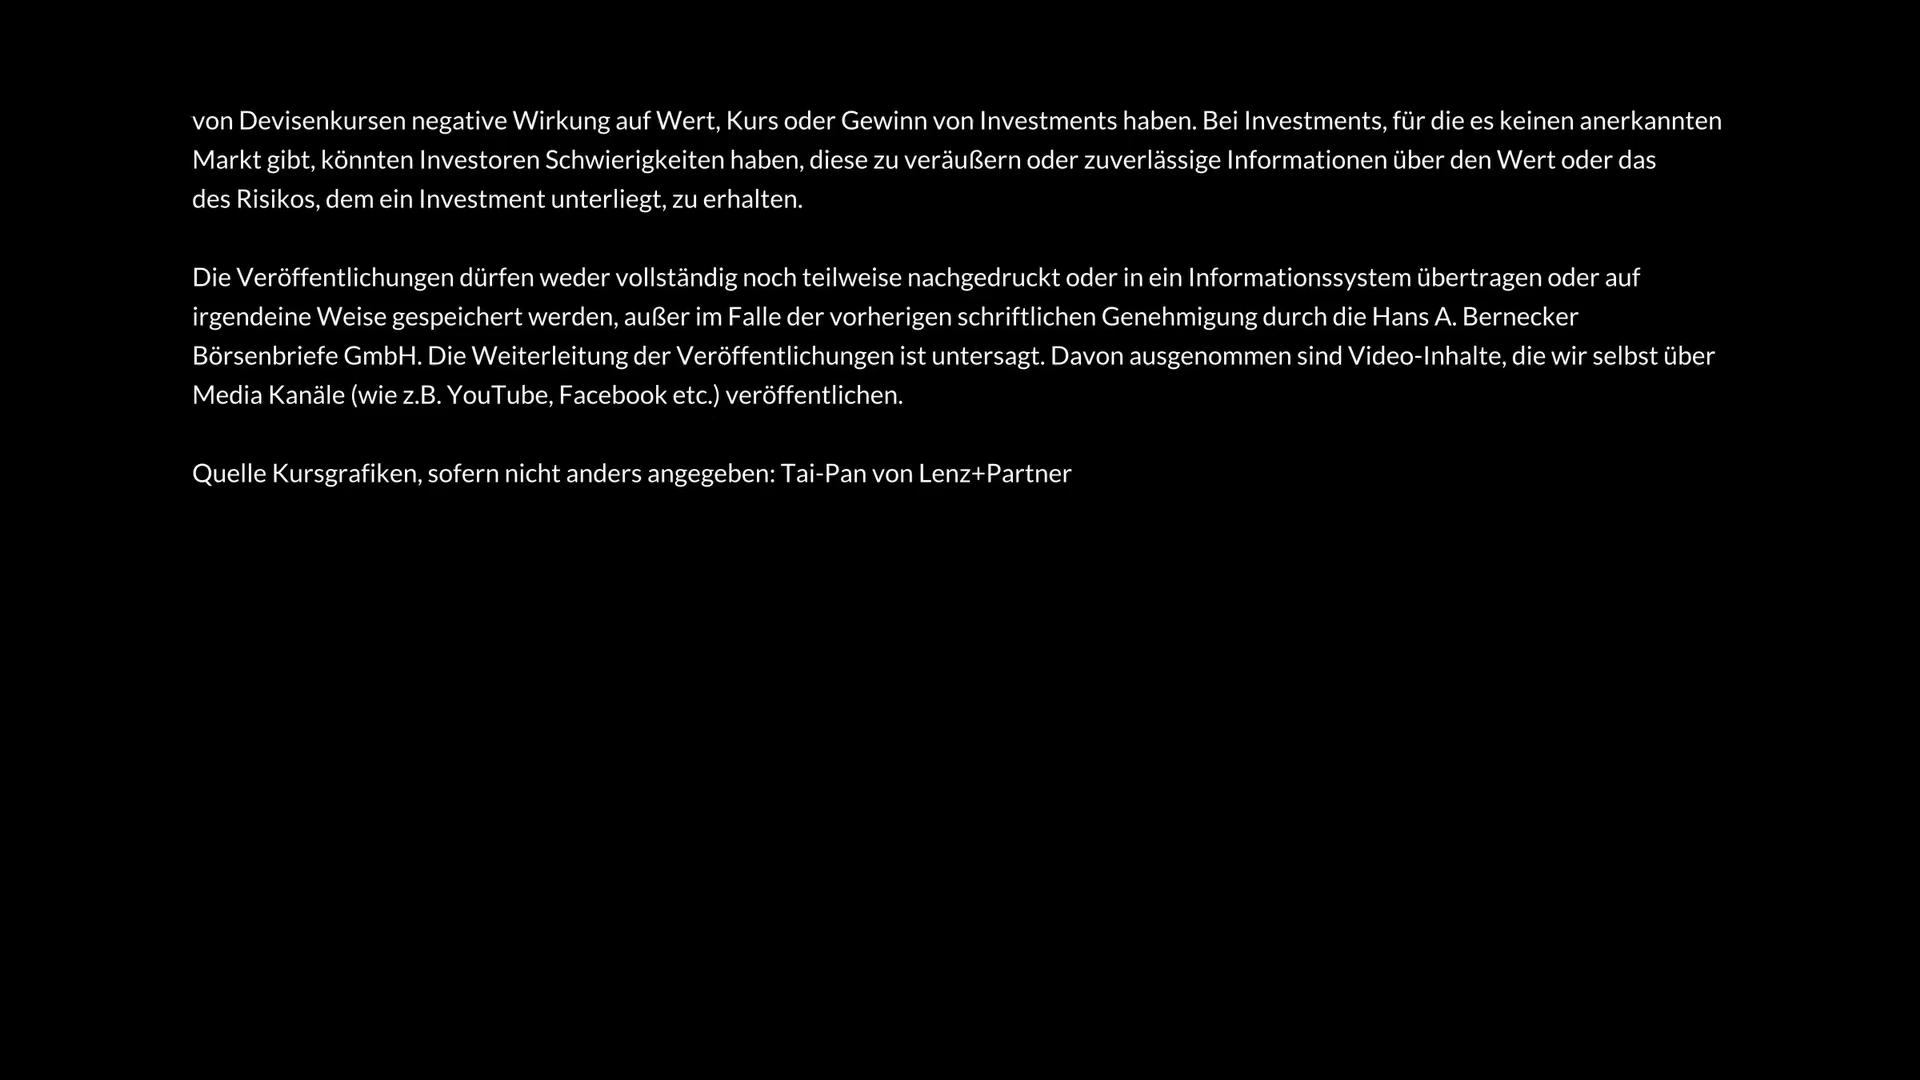 von Devisenkursen negative Wirkung auf Wert, Kurs oder Gewinn von Investments haben. Bei Investments, für die es keinen anerkannten
Markt gibt, könnten Investoren Schwierigkeiten haben, diese zu veräußern oder zuverlässige Informationen über den Wert oder das
des Risikos, dem ein Investment unterliegt, zu erhalten.
Die Veröffentlichungen dürfen weder vollständig noch teilweise nachgedruckt oder in ein Informationssystem übertragen oder auf
irgendeine Weise gespeichert werden, außer im Falle der vorherigen schriftlichen Genehmigung durch die Hans A. Bernecker
Börsenbriefe GmbH. Die Weiterleitung der Veröffentlichungen ist untersagt. Davon ausgenommen sind Video-Inhalte, die wir selbst über
Media Kanäle (wie z.B. YouTube, Facebook etc.) veröffentlichen.
Quelle Kursgrafiken, sofern nicht anders angegeben: Tai-Pan von Lenz+Partner